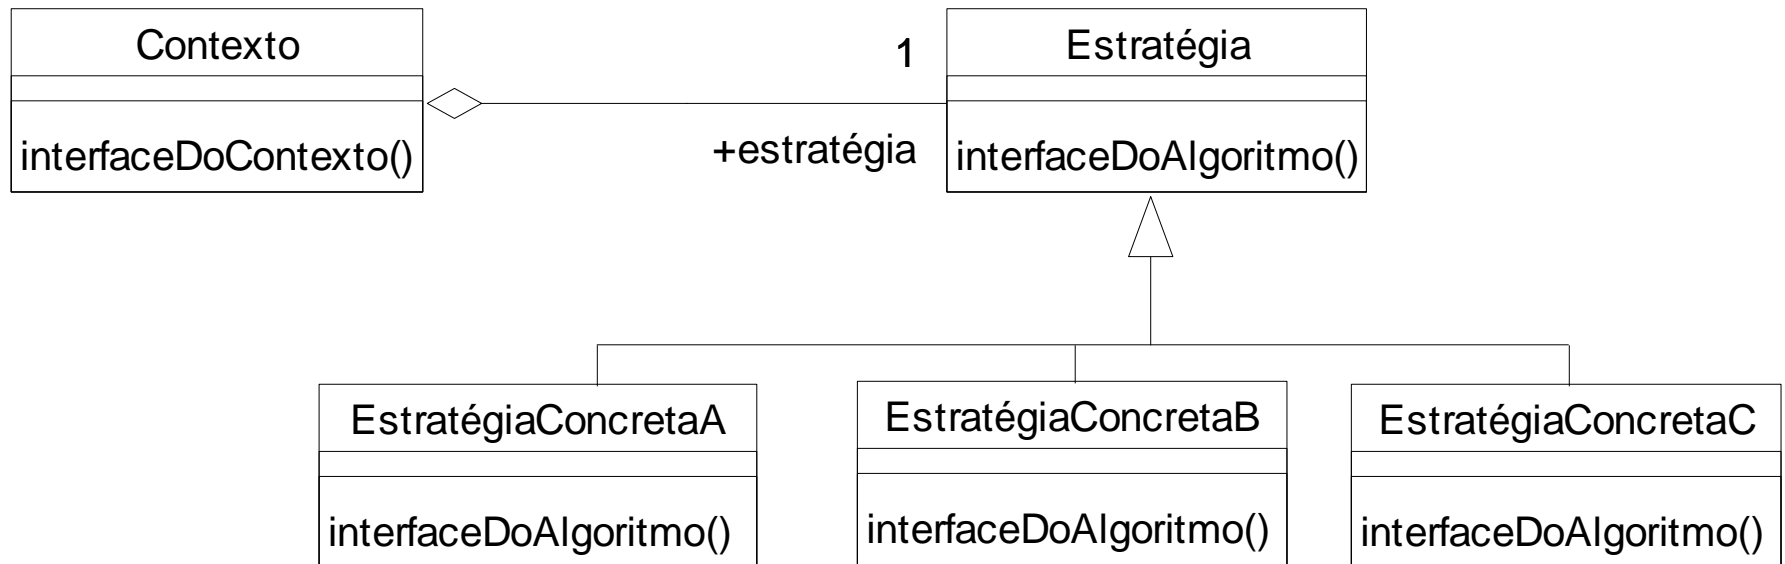 Contexto
interfaceDoContexto()
1
+estratégia
Estratégia
interfaceDoAlgoritmo()
EstratégiaConcretaA
interfaceDoAlgoritmo()
EstratégiaConcretaB
interfaceDoAlgoritmo()
EstratégiaConcretaC
interfaceDoAlgoritmo()